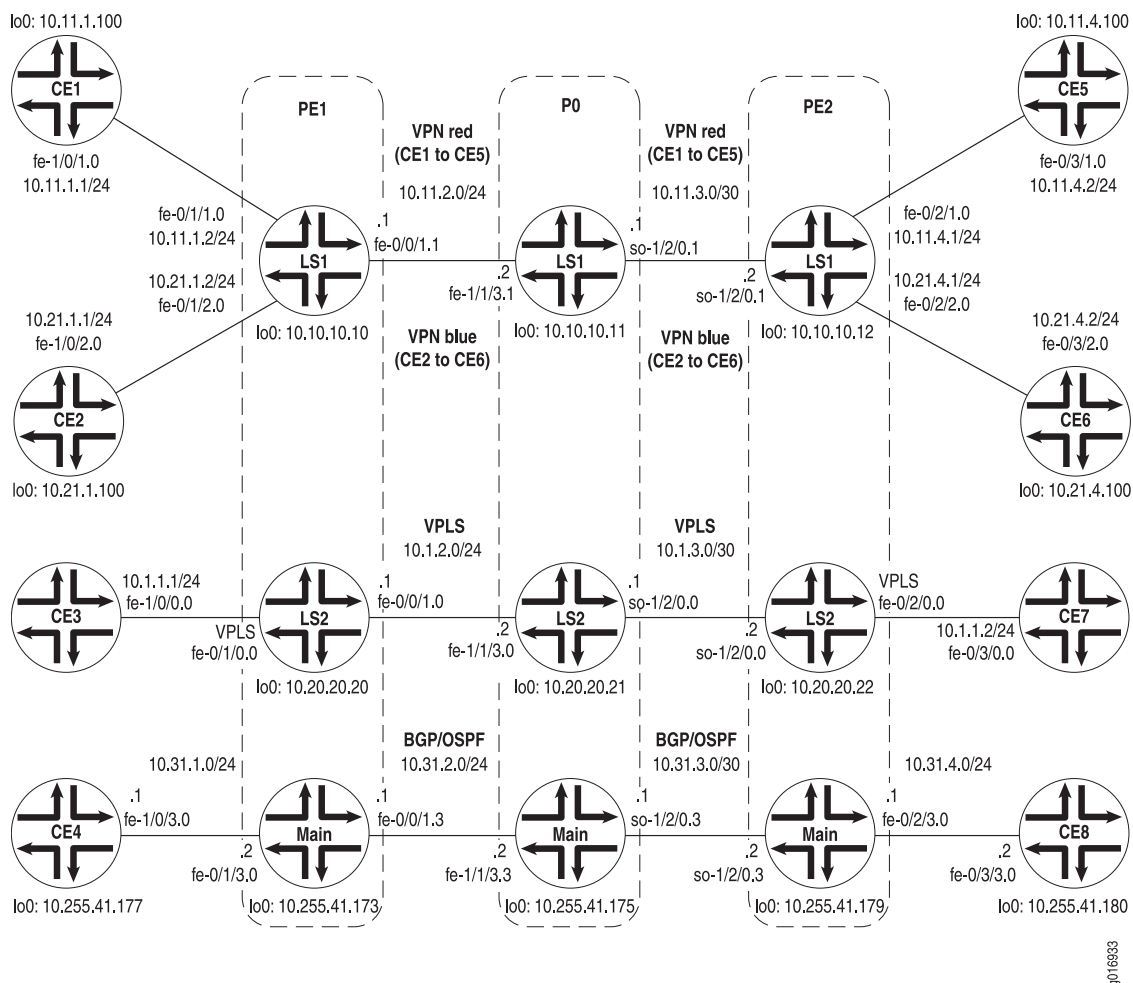 lo0: 10.11.1.100
lo0: 10.11.4.100
CE1
PE1
P0
PE2
CE5
VPN red
(CE1 to CE5)
VPN red
(CE1 to CE5)
fe-1/0/1.0
10.11.1.1/24
fe-0/3/1.0
10.11.4.2/24
10.11.2.0/24
10.11.3.0/30
fe-0/1/1.0
10.11.1.2/24
.1
fe-0/0/1.1
.1
so-1/2/0.1
fe-0/2/1.0
10.11.4.1/24
LS1
LS1
LS1
10.21.1.2/24
fe-0/1/2.0
.2
fe-1/1/3.1
.2
so-1/2/0.1
10.21.4.1/24
fe-0/2/2.0
10.21.1.1/24
fe-1/0/2.0
10.21.4.2/24
fe-0/3/2.0
lo0: 10.10.10.10
lo0: 10.10.10.11
lo0: 10.10.10.12
VPN blue
(CE2 to CE6)
VPN blue
(CE2 to CE6)
CE2
CE6
lo0: 10.21.1.100
lo0: 10.21.4.100
VPLS
10.1.2.0/24
VPLS
10.1.3.0/30
10.1.1.1/24
fe-1/0/0.0
.1
fe-0/0/1.0
.1
so-1/2/0.0
VPLS
fe-0/2/0.0
CE3
LS2
LS2
LS2
CE7
VPLS
fe-0/1/0.0
.2
fe-1/1/3.0
.2
so-1/2/0.0
10.1.1.2/24
fe-0/3/0.0
lo0: 10.20.20.20
lo0: 10.20.20.21
lo0: 10.20.20.22
BGP/OSPF
10.31.2.0/24
BGP/OSPF
10.31.3.0/30
10.31.1.0/24
10.31.4.0/24
.1
fe-1/0/3.0
.1
fe-0/0/1.3
.1
so-1/2/0.3
.1
fe-0/2/3.0
CE4
Main
Main
Main
CE8
.2
fe-0/1/3.0
.2
fe-1/1/3.3
.2
so-1/2/0.3
.2
fe-0/3/3.0
lo0: 10.255.41.177
lo0: 10.255.41.173
lo0: 10.255.41.175
lo0: 10.255.41.179
lo0: 10.255.41.180
g016933